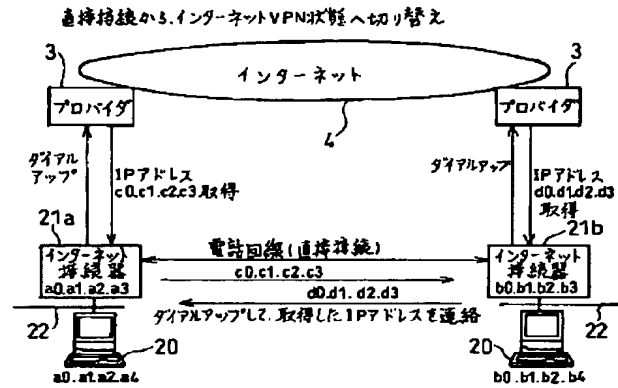 直接接続から、インターネットVPN状態へ切り替え
3
3
インターネット
プロバイダ
プロバイダ
4
ダイアル
アップ
IPアドレス
c0.c1.c2.c3取得
ダイアルアップ
IPアドレス
d0.d1.d2.d3
取得
21a
21b
インターネット
接続器
a0.a1.a2.a3
電話回線(直接接続)
c0.c1.c2.c3
d0.d1.d2.d3
ダイアルアップして、取得したIPアドレスを連絡
インターネット
接続器
b0.b1.b2.b3
22
22
20
20
a0.a1.a2.a4
b0.b1.b2.b4